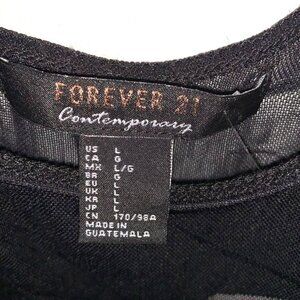 FOREVER 21
Contemporary
US L
CA G
MX L/G
BR G
EU L
UK L
KR L
JP L
CN 170/98A
MADE IN
GUATEMALA